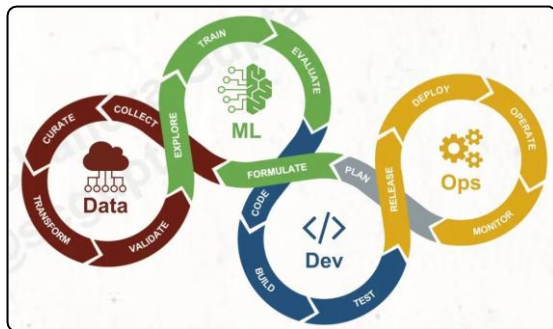 COLLECT
CURATE
TRANSFORM
VALIDATE
Data
EXPLORE
TRAIN
EVALUATE
ML
FORMULATE
PLAN
CODE
BUILD
TEST
Dev
RELEASE
DEPLOY
OPERATE
MONITOR
Ops